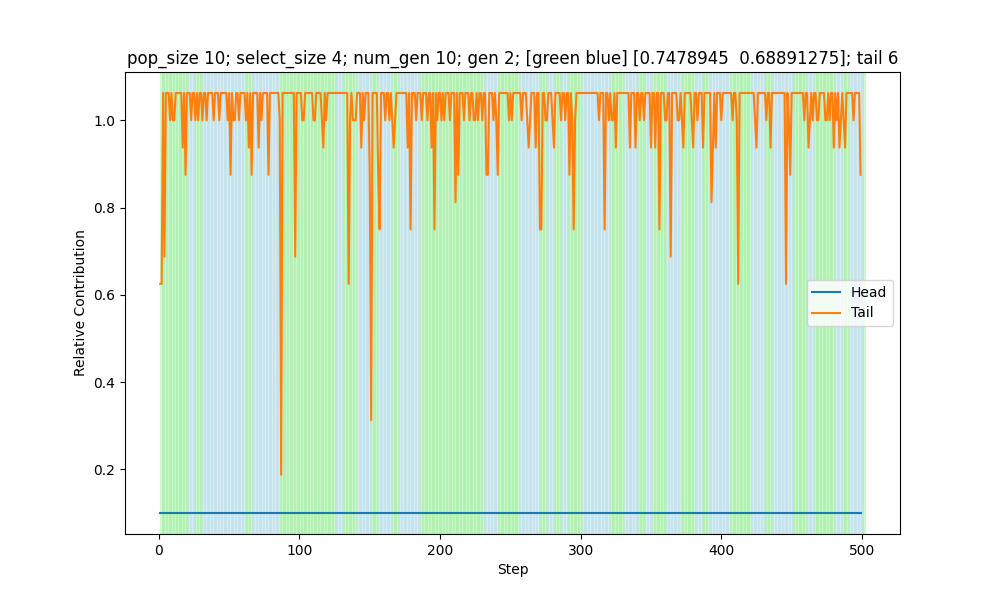 pop_size 10; select_size 4; num_gen 10; gen 2; [green blue] [0.7478945  0.68891275]; tail 6
1.0
0.8
0.6
0.4
0.2
Relative Contribution
Head
Tail
0 100 200 300 400 500
Step